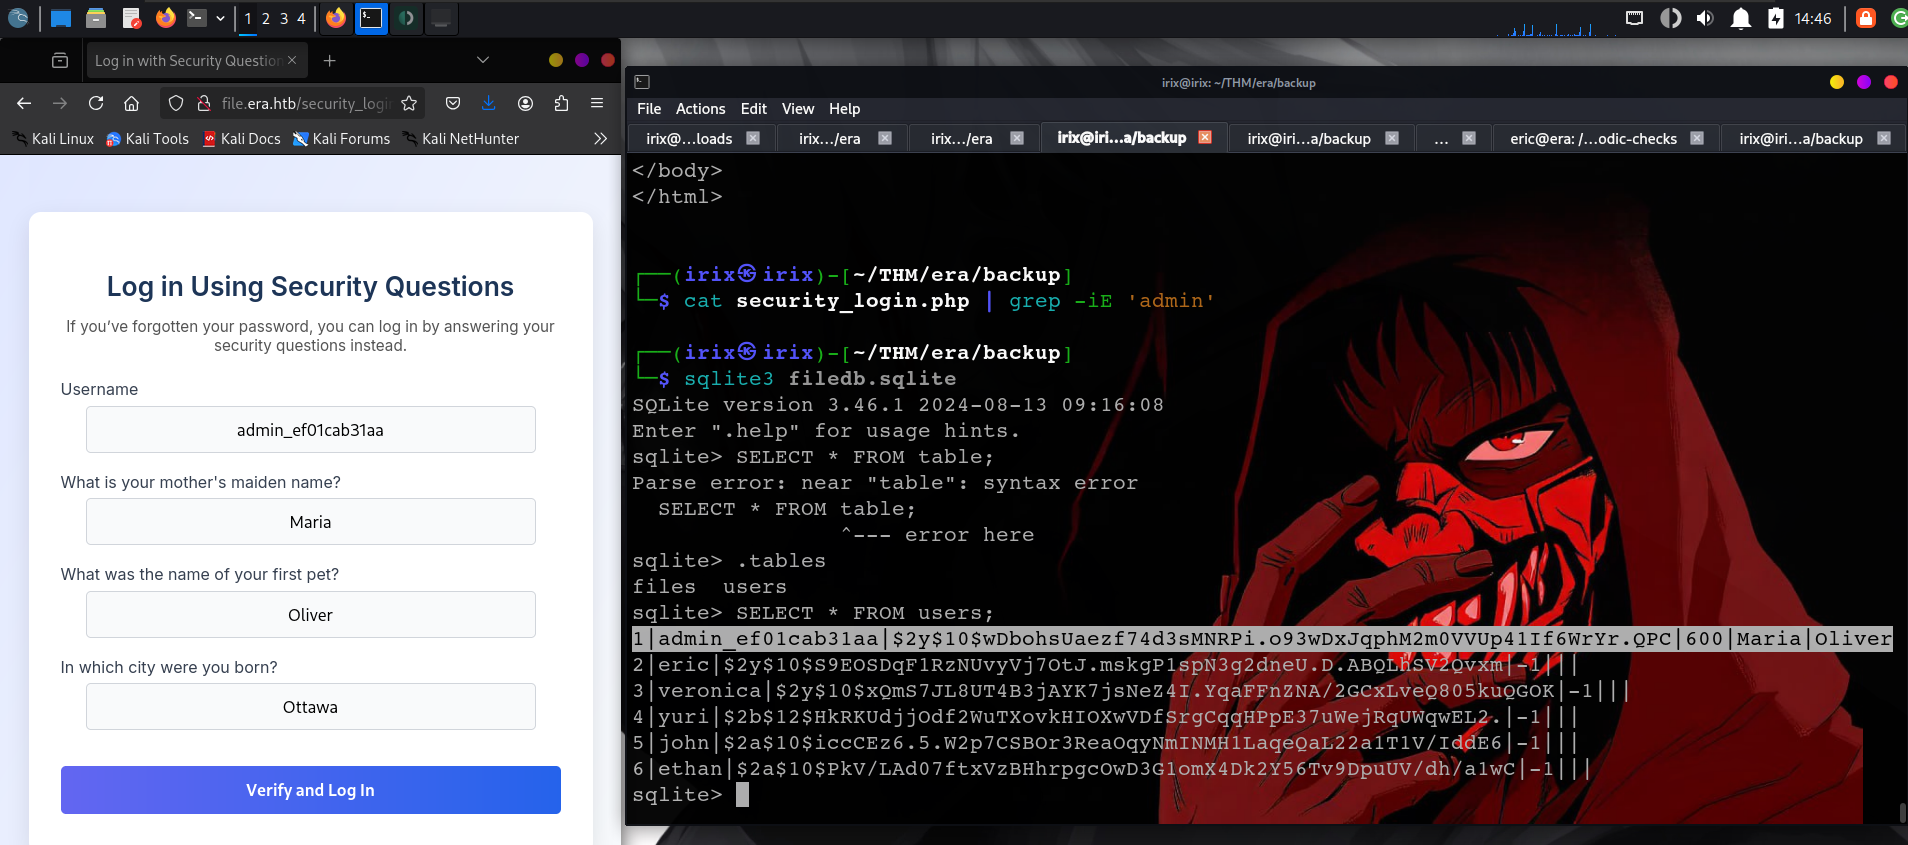 1 2 3 4
14:46
Log in with Security Question
file.era.htb/security_logi
Kali Linux
Kali Tools
Kali Docs
Kali Forums
Kali NetHunter
Log in Using Security Questions
If you’ve forgotten your password, you can log in by answering your
security questions instead.
Username
admin_ef01cab31aa
What is your mother's maiden name?
Maria
What was the name of your first pet?
Oliver
In which city were you born?
Ottawa
Verify and Log In
irix@irix: ~/THM/era/backup
File Actions Edit View Help
irix@...loads
irix.../era
irix.../era
irix@iri...a/backup
irix@iri...a/backup
...
eric@era: /...odic-checks
irix@iri...a/backup
</body>
</html>
┌──(irix㉿irix)-[~/THM/era/backup]
└─$ cat security_login.php | grep -iE 'admin'
┌──(irix㉿irix)-[~/THM/era/backup]
└─$ sqlite3 filedb.sqlite
SQLite version 3.46.1 2024-08-13 09:16:08
Enter ".help" for usage hints.
sqlite> SELECT * FROM table;
Parse error: near "table": syntax error
SELECT * FROM table;
^--- error here
sqlite> .tables
files users
sqlite> SELECT * FROM users;
1|admin_ef01cab31aa|$2y$10$wDbohsUaezf74d3sMNRPi.o93wDxJqphM2m0VVUp41If6WrYr.QPC|600|Maria|Oliver
2|eric|$2y$10$S9EOSDqF1RzNUvyVj7OtJ.mskgP1spN3g2dneU.D.ABQLhSV2Qvxm|-1|||
3|veronica|$2y$10$xQmS7JL8UT4B3jAYK7jsNeZ4I.YqaFFnZNA/2GCxLveQ805kuQGOK|-1|||
4|yuri|$2b$12$HkRKUdjjOdf2WuTXovkHIOXwVDfSrgCqqHPpE37uWejRqUWqwEL2.|-1|||
5|john|$2a$10$iccCEz6.5.W2p7CSBOr3ReaOqyNmINMH1LaqeQaL22a1T1V/IddE6|-1|||
6|ethan|$2a$10$PkV/LAd07ftxVzBHhrpgcOwD3G1omX4Dk2Y56Tv9DpuUV/dh/a1wC|-1|||
sqlite>